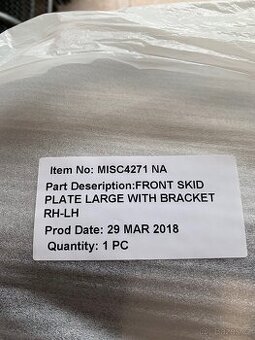 Item No: MISC4271 NA
Part Deseription:FRONT SKID
PLATE LARGE WITH BRACKET
RH-LH
Prod Date: 29 MAR 2018
Quantity: 1 PC